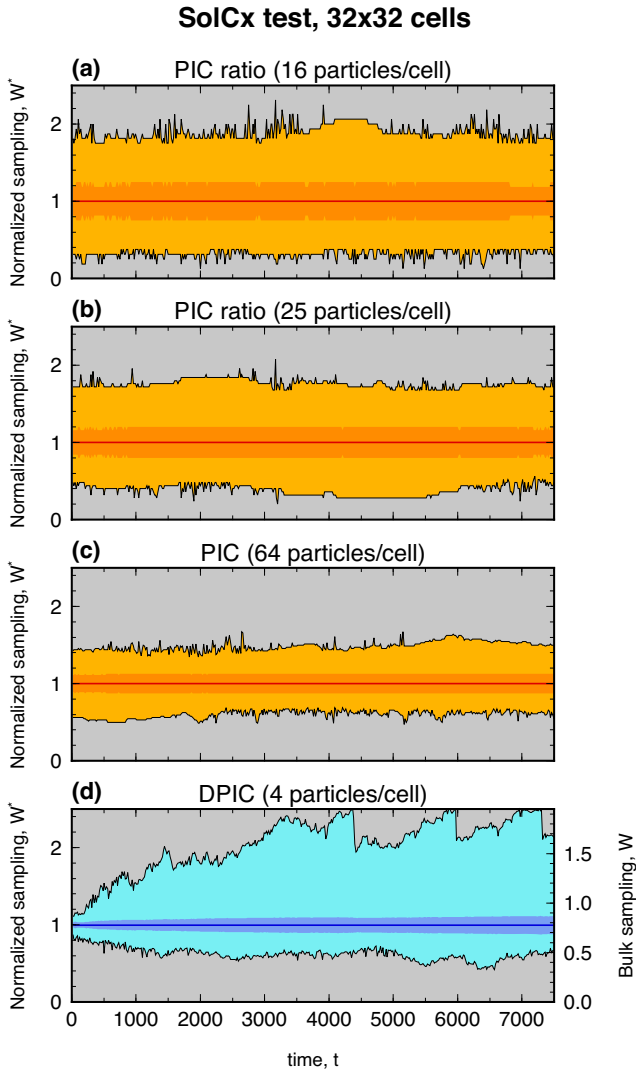 SolCx test, 32x32 cells
(a) PIC ratio (16 particles/cell)
Normalized sampling, W*
2
1
0
(b) PIC ratio (25 particles/cell)
Normalized sampling, W*
2
1
0
(c) PIC (64 particles/cell)
Normalized sampling, W*
2
1
0
(d) DPIC (4 particles/cell)
Normalized sampling, W*
2
1
0
1.5
1.0
0.5
0.0
Bulk sampling, W
0 1000 2000 3000 4000 5000 6000 7000
time, t